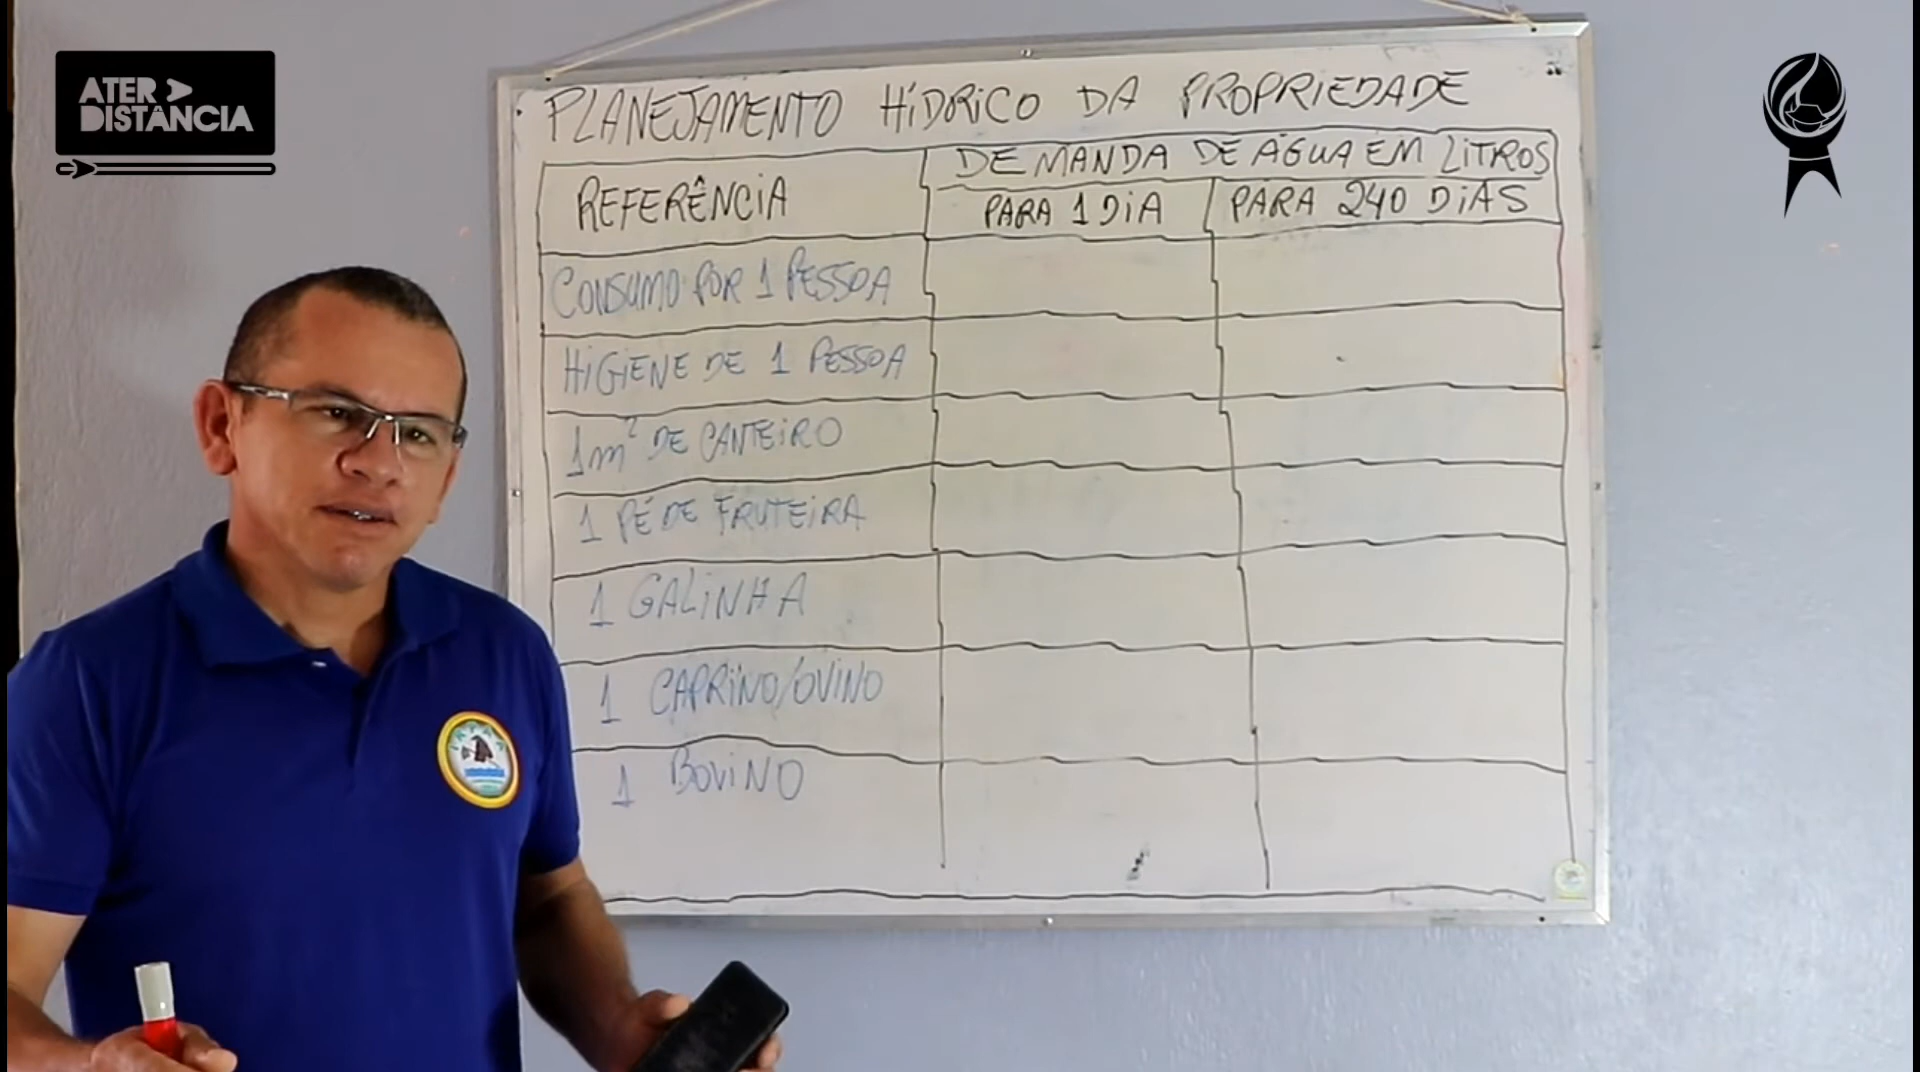 ATER
DISTÂNCIA
PLANEJAMENTO HÍDRICO DA PROPRIEDADE
REFERÊNCIA
DEMANDA DE ÁGUA EM LITROS
PARA 1 DIA
PARA 240 DIAS
CONSUMO POR 1 PESSOA
HIGIENE DE 1 PESSOA
1m² DE CANTEIRO
1 PÉ DE FRUTEIRA
1 GALINHA
1 CAPRINO/OVINO
1 BOVINO